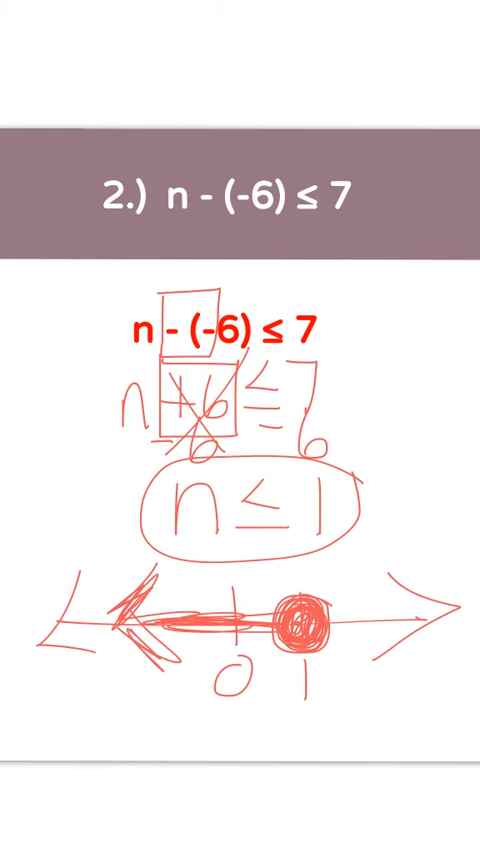 2.) n - (-6) ≤ 7
n - (-6) ≤ 7
n +6 ≤ 7
-6 6
n ≤ 1
0 1